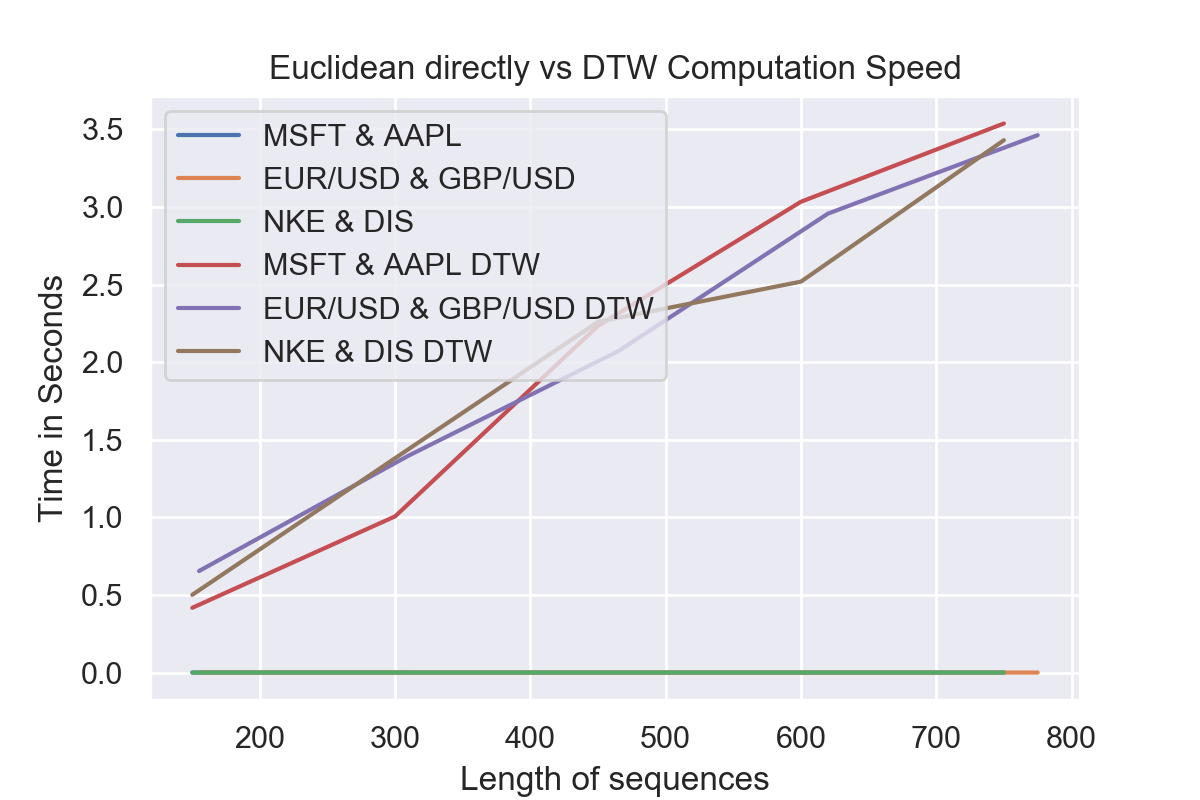 Euclidean directly vs DTW Computation Speed
MSFT & AAPL
EUR/USD & GBP/USD
NKE & DIS
MSFT & AAPL DTW
EUR/USD & GBP/USD DTW
NKE & DIS DTW
Time in Seconds
3.5
3.0
2.5
2.0
1.5
1.0
0.5
0.0
200 300 400 500 600 700 800
Length of sequences